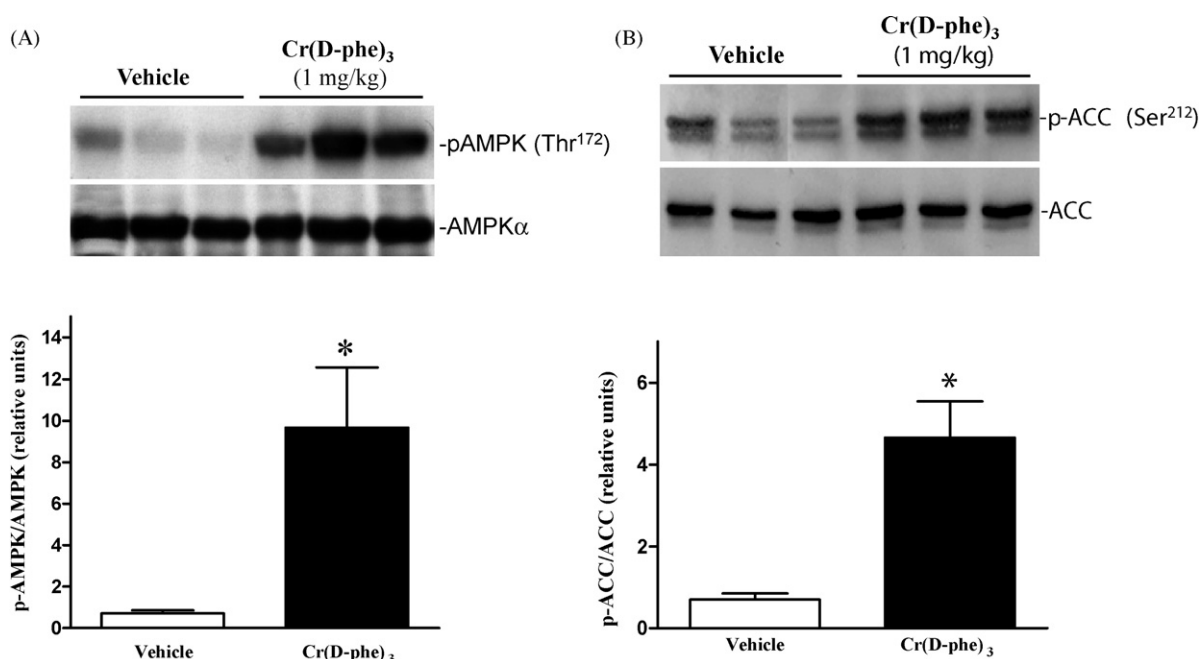 (A)
Vehicle
Cr(D-phe)₃
(1 mg/kg)
-pAMPK (Thr¹⁷²)
-AMPKα
p-AMPK/AMPK (relative units)
14
12
10
8
6
4
2
0
*
Vehicle
Cr(D-phe)₃
(B)
Vehicle
Cr(D-phe)₃
(1 mg/kg)
-p-ACC (Ser²¹²)
-ACC
p-ACC/ACC (relative units)
6
4
2
0
*
Vehicle
Cr(D-phe)₃